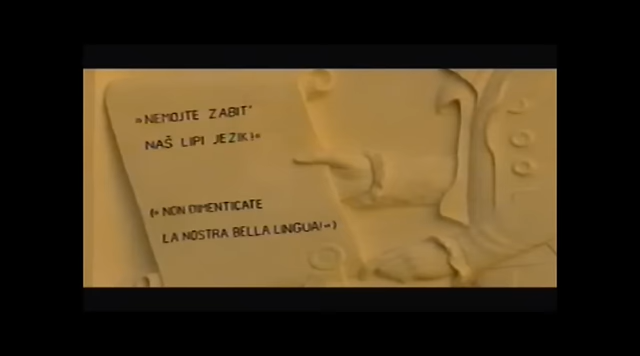 »NEMOJTE ZABIT'
NAŠ LIPI JEZIK!«
(»NON DIMENTICATE
LA NOSTRA BELLA LINGUA!«)